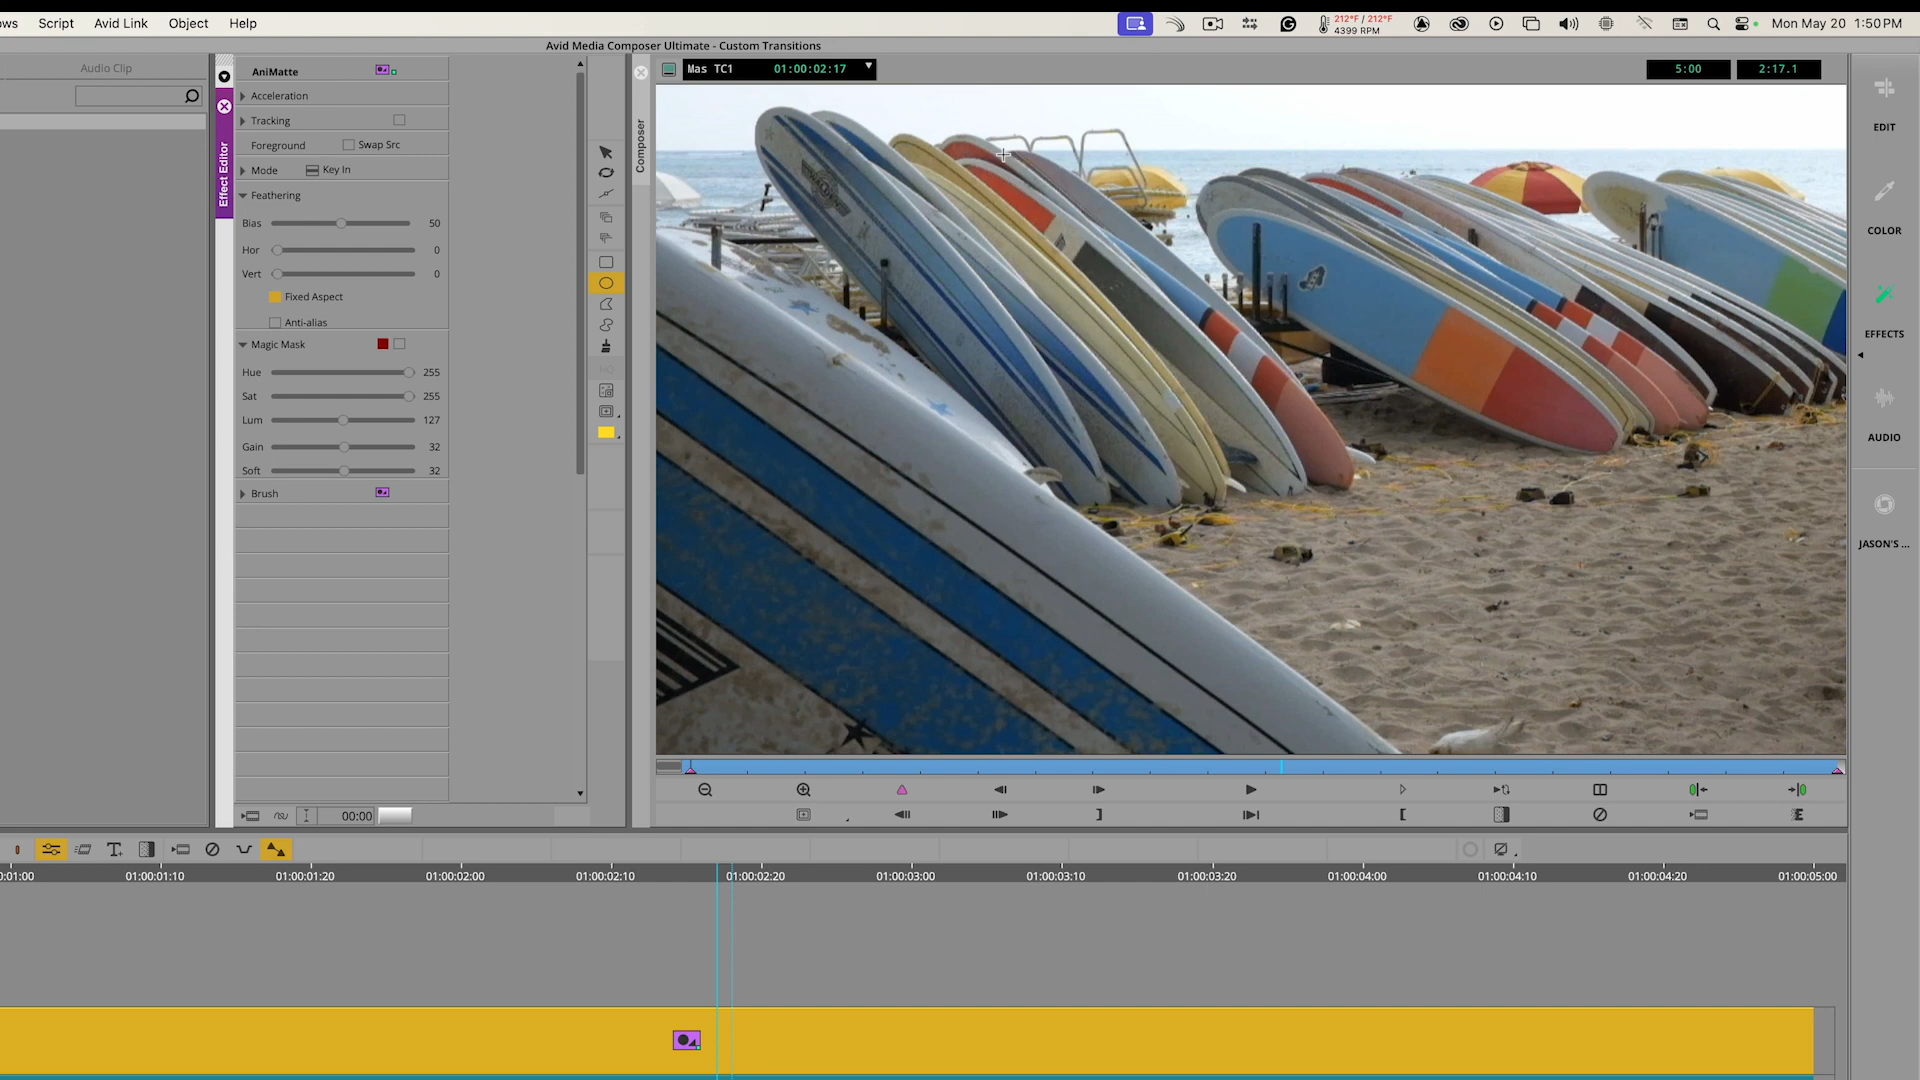 Script
Avid Link
Object
Help
212°F / 212°F
4399 RPM
Mon May 20 1:50 PM
Avid Media Composer Ultimate - Custom Transitions
Audio Clip
AniMatte
Acceleration
Tracking
Foreground
Swap Src
Mode
Key In
Feathering
Bias
50
Hor
0
Vert
0
Fixed Aspect
Anti-alias
Magic Mask
Hue
255
Sat
255
Lum
127
Gain
32
Soft
32
Brush
Effect Editor
Composer
Mas TC1
01:00:02:17
5:00
2:17.1
EDIT
COLOR
EFFECTS
AUDIO
JASON'S ...
00:00
0:01:00
01:00:01:10
01:00:01:20
01:00:02:00
01:00:02:10
01:00:02:20
01:00:03:00
01:00:03:10
01:00:03:20
01:00:04:00
01:00:04:10
01:00:04:20
01:00:05:00